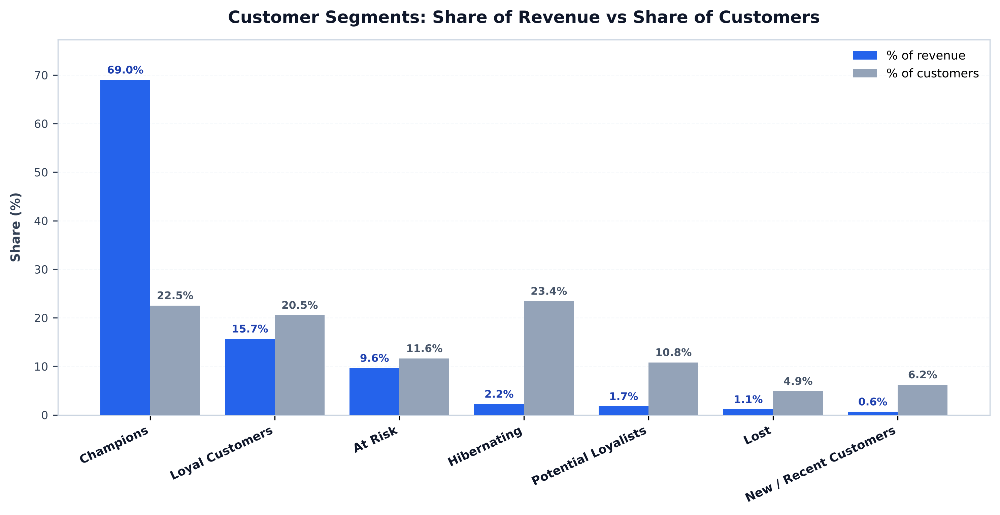 Customer Segments: Share of Revenue vs Share of Customers
% of revenue
% of customers
Share (%)
70
60
50
40
30
20
10
0
69.0%
22.5%
15.7%
20.5%
9.6%
11.6%
2.2%
23.4%
1.7%
10.8%
1.1%
4.9%
0.6%
6.2%
Champions
Loyal Customers
At Risk
Hibernating
Potential Loyalists
Lost
New / Recent Customers